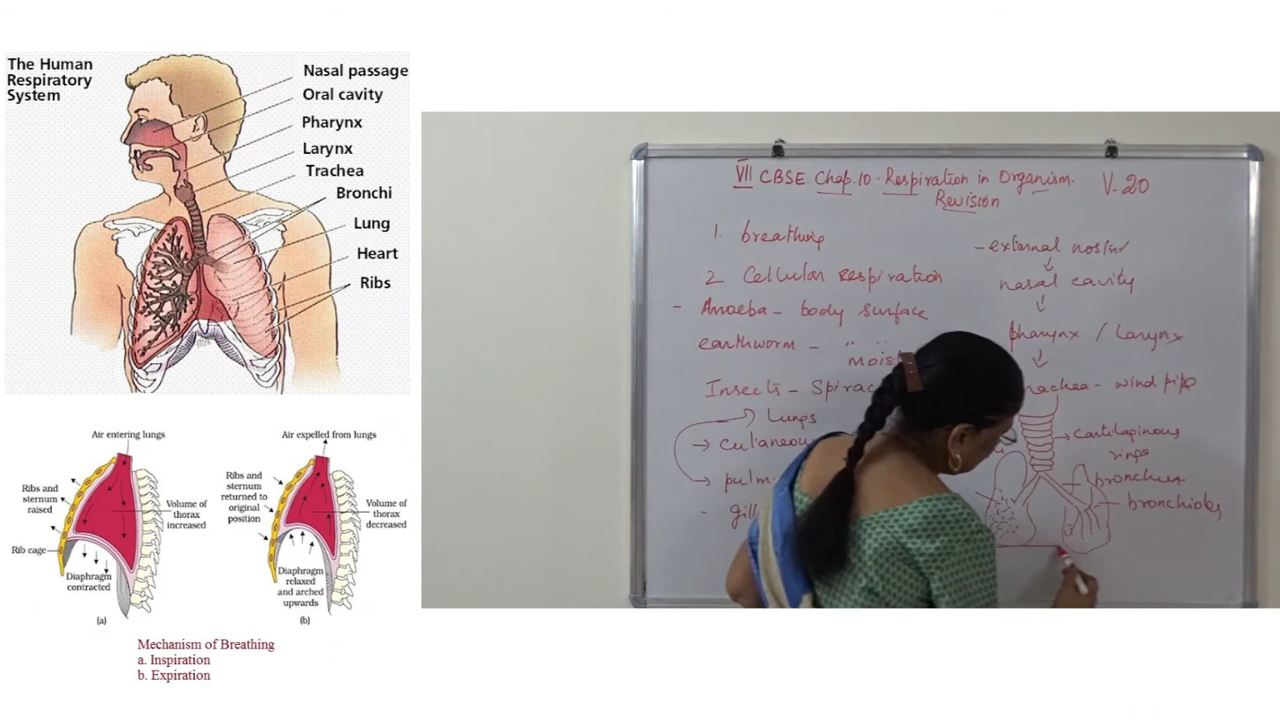 The Human
Respiratory
System
Nasal passage
Oral cavity
Pharynx
Larynx
Trachea
Bronchi
Lung
Heart
Ribs
Air entering lungs
Ribs and
sternum
raised
Volume of
thorax
increased
Rib cage
Diaphragm
contracted
(a)
Air expelled from lungs
Ribs and
sternum
returned to
original
position
Volume of
thorax
decreased
Diaphragm
relaxed
and arched
upwards
(b)
Mechanism of Breathing
a. Inspiration
b. Expiration
VII CBSE. Chap.10. Respiration in Organism. V.20
Revision
1. breathing
2 Cellular respiration
- Amoeba - body surface
earthworm - " "
Insects -
Lungs
→
→
-
- external
↓
nasal cavity
↓
pharynx / Larynx
↓
- wind pipe
→ cartilaginous
rings
bronchus
bronchioles